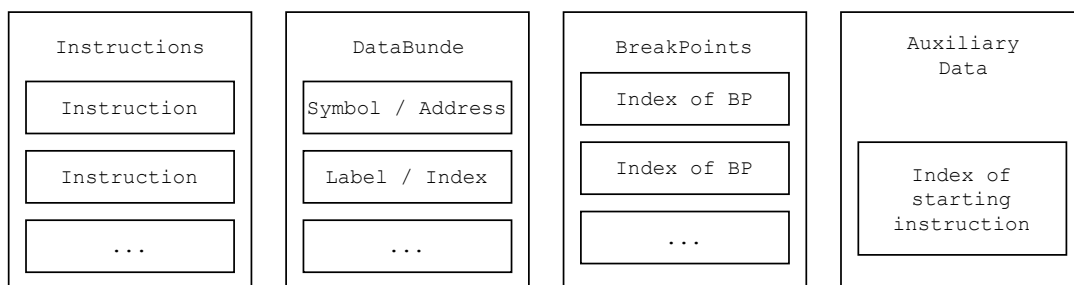 Instructions
Instruction
Instruction
...
DataBunde
Symbol / Address
Label / Index
...
BreakPoints
Index of BP
Index of BP
...
Auxiliary
Data
Index of
starting
instruction